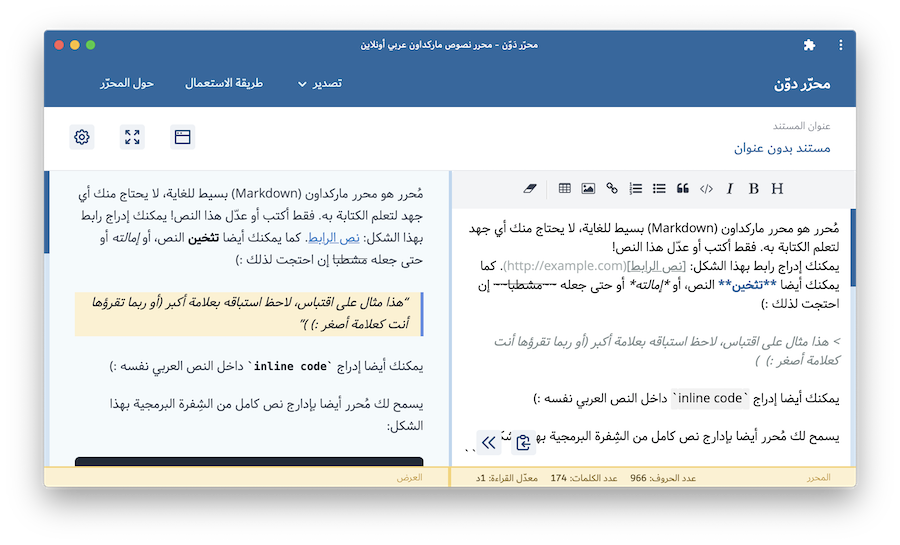 محرّر دَوّن - محرر نصوص ماركداون عربي أونلاين
محرّر دوّن
تصدير
طريقة الاستعمال
حول المحرّر
عنوان المستند
مستند بدون عنوان
H B I </>
مُحرر هو محرر ماركداون (Markdown) بسيط للغاية، لا يحتاج منك أي جهد
لتعلم الكتابة به. فقط أكتب أو عدّل هذا النص!
يمكنك إدراج رابط بهذا الشكل: [نص الرابط](http://example.com). كما
يمكنك أيضا **تثخين** النص، أو *إمالته* أو حتى جعله ~~مشطبا~~ إن
احتجت لذلك :)
> هذا مثال على اقتباس، لاحظ استباقه بعلامة أكبر (أو ربما تقرؤها أنت
كعلامة أصغر :) )
يمكنك أيضا إدراج `inline code` داخل النص العربي نفسه :)
يسمح لك مُحرر أيضا بإدارج نص كامل من الشِفرة البرمجية
مُحرر هو محرر ماركداون (Markdown) بسيط للغاية، لا يحتاج منك أي
جهد لتعلم الكتابة به. فقط أكتب أو عدّل هذا النص! يمكنك إدراج رابط
بهذا الشكل: نص الرابط. كما يمكنك أيضا تثخين النص، أو إمالته أو
حتى جعله مشطبا إن احتجت لذلك :)
“هذا مثال على اقتباس، لاحظ استباقه بعلامة أكبر (أو ربما تقرؤها
أنت كعلامة أصغر :) )”
يمكنك أيضا إدراج `inline code` داخل النص العربي نفسه :)
يسمح لك مُحرر أيضا بإدارج نص كامل من الشِفرة البرمجية بهذا
الشكل:
المحرر
عدد الحروف: 966
عدد الكلمات: 174
معدّل القراءة: 1د
العرض